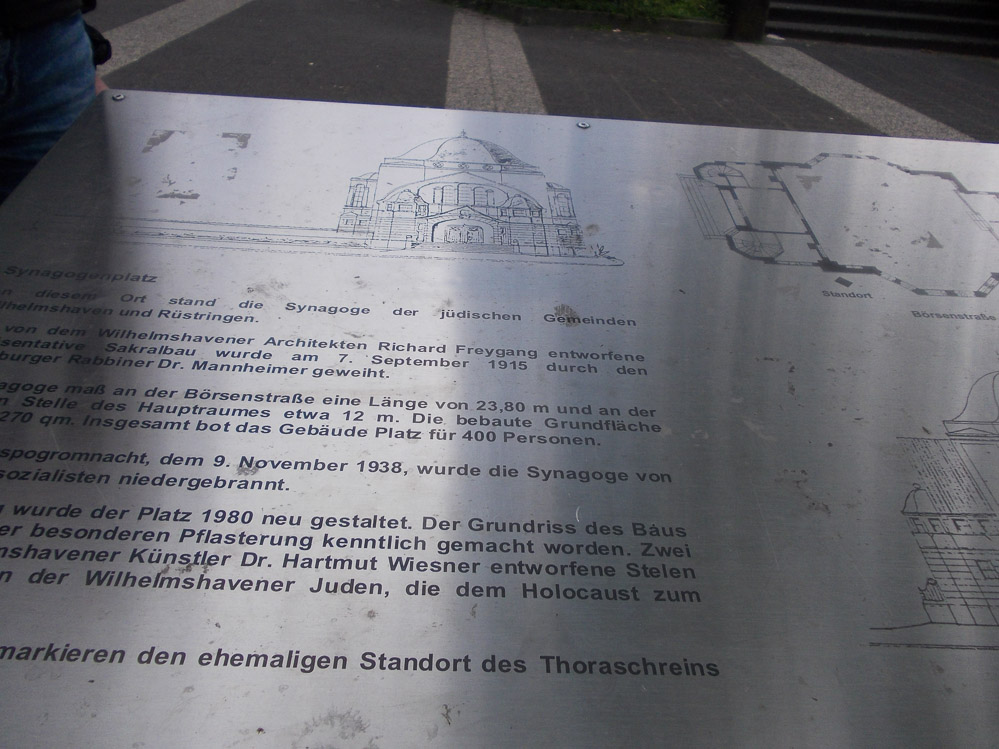 Synagogenplatz
n diesem Ort stand die Synagoge der jüdischen Gemeinden
lhelmshaven und Rüstringen.
von dem Wilhelmshavener Architekten Richard Freygang entworfene
sentative Sakralbau wurde am 7. September 1915 durch den
burger Rabbiner Dr. Mannheimer geweiht.
agoge maß an der Börsenstraße eine Länge von 23,80 m und an der
n Stelle des Hauptraumes etwa 12 m. Die bebaute Grundfläche
270 qm. Insgesamt bot das Gebäude Platz für 400 Personen.
spogromnacht, dem 9. November 1938, wurde die Synagoge von
sozialisten niedergebrannt.
g wurde der Platz 1980 neu gestaltet. Der Grundriss des Baus
er besonderen Pflasterung kenntlich gemacht worden. Zwei
mshavener Künstler Dr. Hartmut Wiesner entworfene Stelen
n der Wilhelmshavener Juden, die dem Holocaust zum
markieren den ehemaligen Standort des Thoraschreins
Standort
Börsenstraße